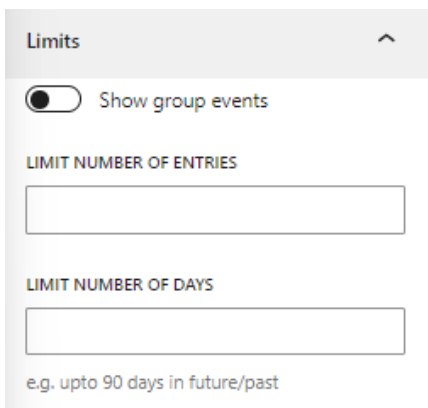 Limits
Show group events
LIMIT NUMBER OF ENTRIES
LIMIT NUMBER OF DAYS
e.g. upto 90 days in future/past